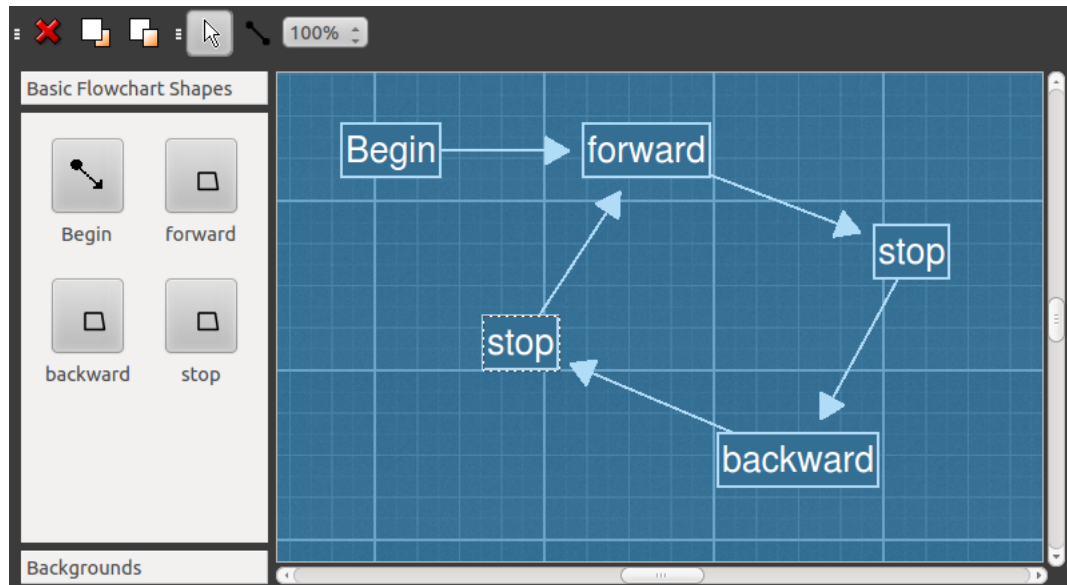 100%
Basic Flowchart Shapes
Begin
forward
backward
stop
Backgrounds
Begin
forward
stop
stop
backward